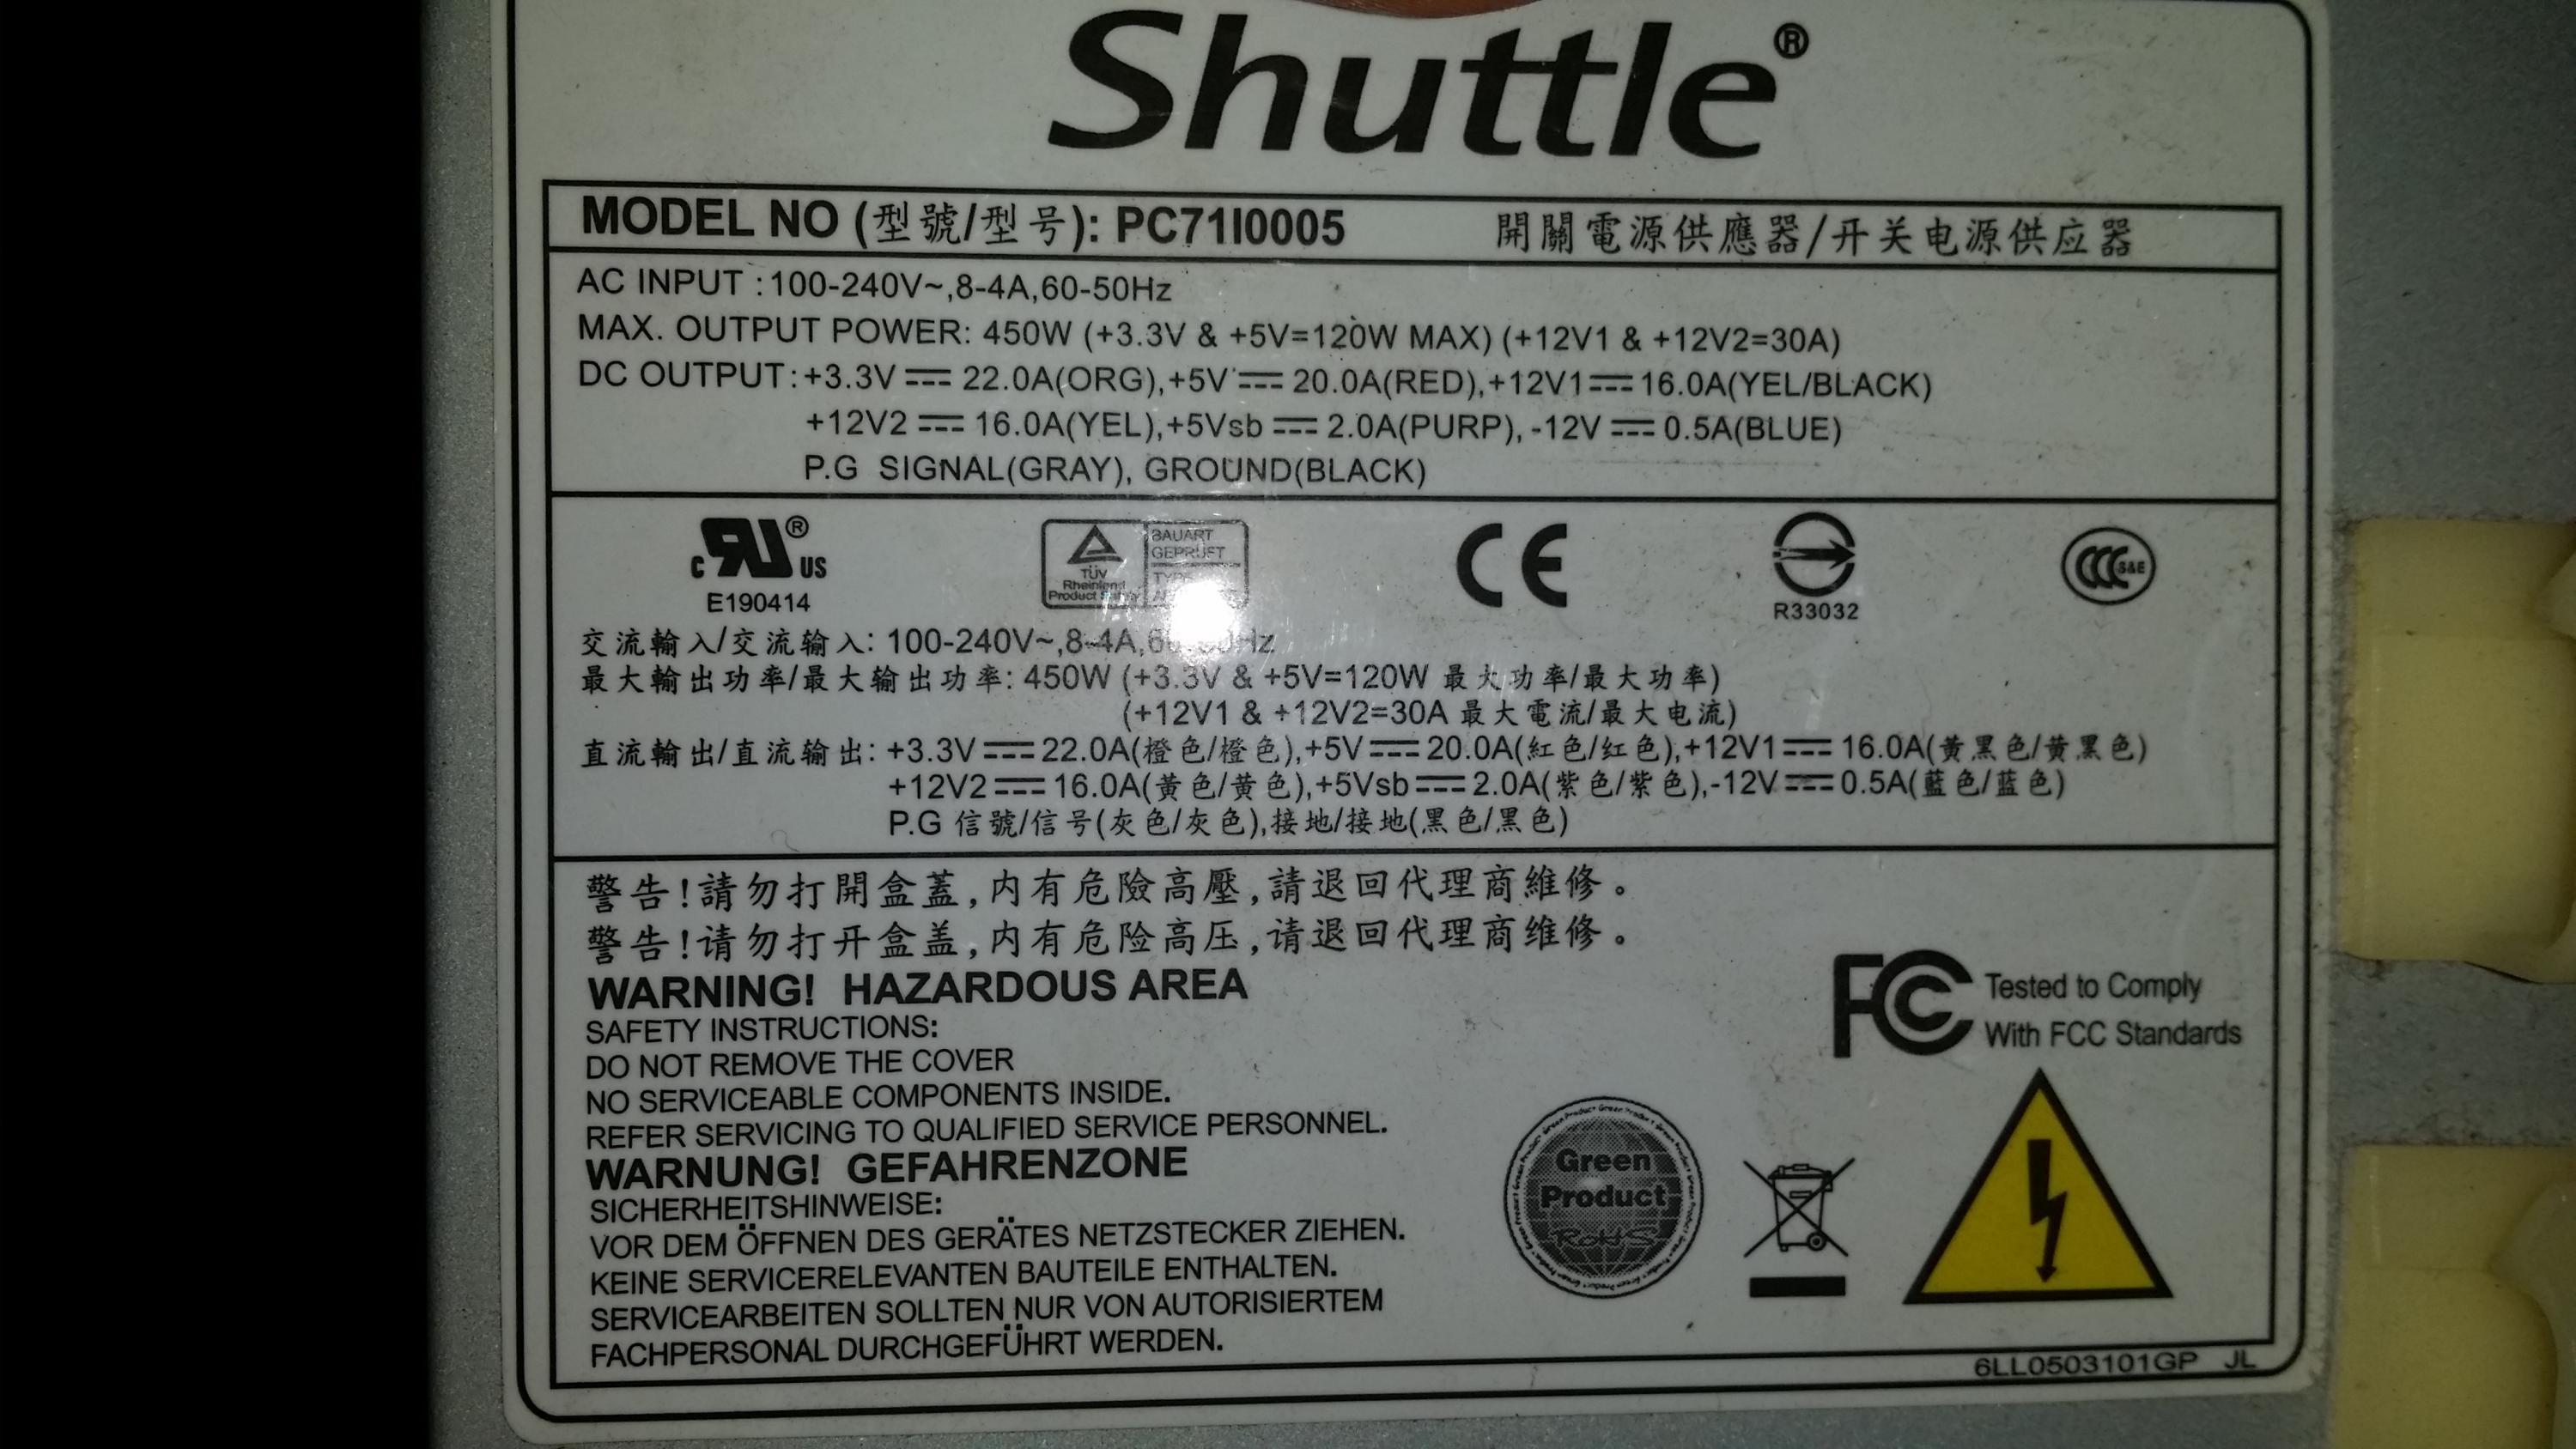 Shuttle®
MODEL NO (型號/型号): PC71I0005 開關電源供應器/开关电源供应器
AC INPUT :100-240V~,8-4A,60-50Hz
MAX. OUTPUT POWER: 450W (+3.3V & +5V=120W MAX) (+12V1 & +12V2=30A)
DC OUTPUT:+3.3V⎓22.0A(ORG),+5V⎓20.0A(RED),+12V1⎓16.0A(YEL/BLACK)
+12V2⎓16.0A(YEL),+5Vsb⎓2.0A(PURP), -12V⎓0.5A(BLUE)
P.G SIGNAL(GRAY), GROUND(BLACK)
c RU® US
E190414
TÜV
Rheinland
Product
BAUART
GEPRÜFT
CE
R33032
CCC S&E
交流輸入/交流输入: 100-240V~,8-4A,
最大輸出功率/最大输出功率: 450W (+3.3V & +5V=120W 最大功率/最大功率)
(+12V1 & +12V2=30A 最大電流/最大电流)
直流輸出/直流输出: +3.3V⎓22.0A(橙色/橙色),+5V⎓20.0A(紅色/红色),+12V1⎓16.0A(黃黑色/黄黑色)
+12V2⎓16.0A(黃色/黄色),+5Vsb⎓2.0A(紫色/紫色),-12V⎓0.5A(藍色/蓝色)
P.G 信號/信号(灰色/灰色),接地/接地(黑色/黑色)
警告!請勿打開盒蓋,内有危險高壓,請退回代理商維修。
警告!请勿打开盒盖,内有危险高压,请退回代理商维修。
WARNING! HAZARDOUS AREA
SAFETY INSTRUCTIONS:
DO NOT REMOVE THE COVER
NO SERVICEABLE COMPONENTS INSIDE.
REFER SERVICING TO QUALIFIED SERVICE PERSONNEL.
WARNUNG! GEFAHRENZONE
SICHERHEITSHINWEISE:
VOR DEM ÖFFNEN DES GERÄTES NETZSTECKER ZIEHEN.
KEINE SERVICERELEVANTEN BAUTEILE ENTHALTEN.
SERVICEARBEITEN SOLLTEN NUR VON AUTORISIERTEM
FACHPERSONAL DURCHGEFÜHRT WERDEN.
FC Tested to Comply
With FCC Standards
Green
Product
RoHS
6LL0503101GP JL